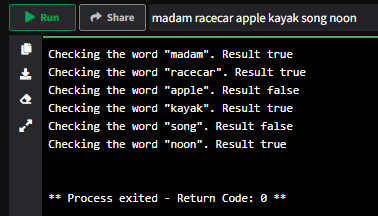 Run Share madam racecar apple kayak song noon
Checking the word "madam". Result true
Checking the word "racecar". Result true
Checking the word "apple". Result false
Checking the word "kayak". Result true
Checking the word "song". Result false
Checking the word "noon". Result true
** Process exited - Return Code: 0 **